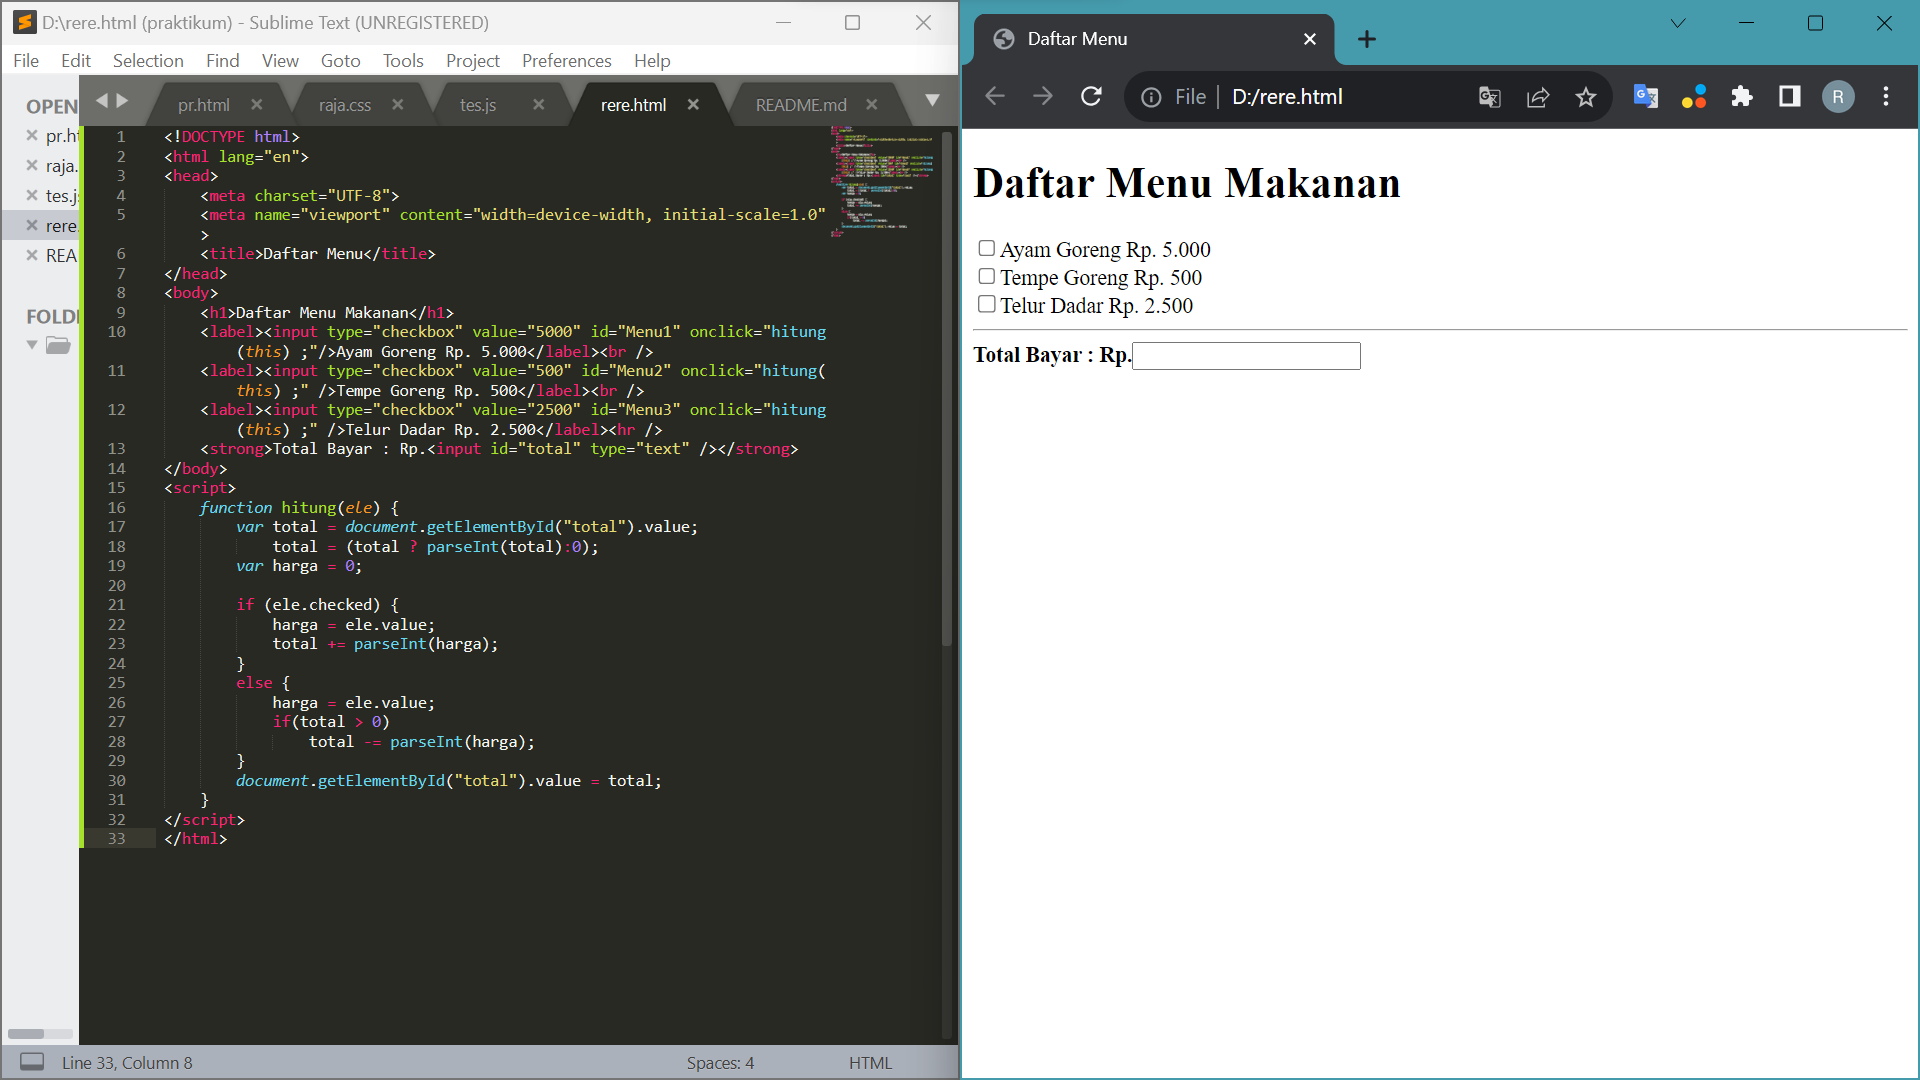 D:\rere.html (praktikum) - Sublime Text (UNREGISTERED)
File Edit Selection Find View Goto Tools Project Preferences Help
OPEN
pr.ht
raja.
tes.js
rere.
REA
FOLD
pr.html raja.css tes.js rere.html README.md
1 <!DOCTYPE html>
2 <html lang="en">
3 <head>
4 <meta charset="UTF-8">
5 <meta name="viewport" content="width=device-width, initial-scale=1.0"
>
6 <title>Daftar Menu</title>
7 </head>
8 <body>
9 <h1>Daftar Menu Makanan</h1>
10 <label><input type="checkbox" value="5000" id="Menu1" onclick="hitung
(this) ;"/>Ayam Goreng Rp. 5.000</label><br />
11 <label><input type="checkbox" value="500" id="Menu2" onclick="hitung(
this) ;" />Tempe Goreng Rp. 500</label><br />
12 <label><input type="checkbox" value="2500" id="Menu3" onclick="hitung
(this) ;" />Telur Dadar Rp. 2.500</label><hr />
13 <strong>Total Bayar : Rp.<input id="total" type="text" /></strong>
14 </body>
15 <script>
16 function hitung(ele) {
17 var total = document.getElementById("total").value;
18 total = (total ? parseInt(total):0);
19 var harga = 0;
20
21 if (ele.checked) {
22 harga = ele.value;
23 total += parseInt(harga);
24 }
25 else {
26 harga = ele.value;
27 if(total > 0)
28 total -= parseInt(harga);
29 }
30 document.getElementById("total").value = total;
31 }
32 </script>
33 </html>
Line 33, Column 8 Spaces: 4 HTML
Daftar Menu
File D:/rere.html
R
Daftar Menu Makanan
Ayam Goreng Rp. 5.000
Tempe Goreng Rp. 500
Telur Dadar Rp. 2.500
Total Bayar : Rp.